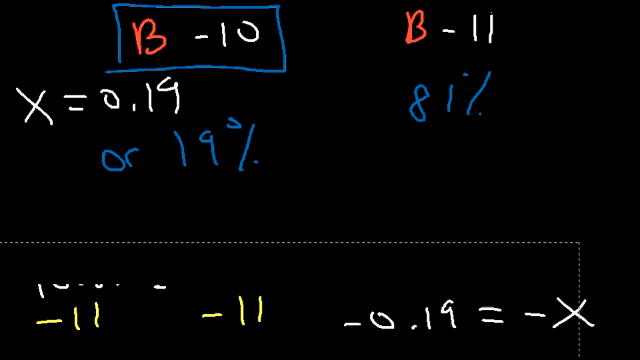 B - 10
B - 11
x = 0.19
81%
or 19%
-11 -11 -0.19 = -x